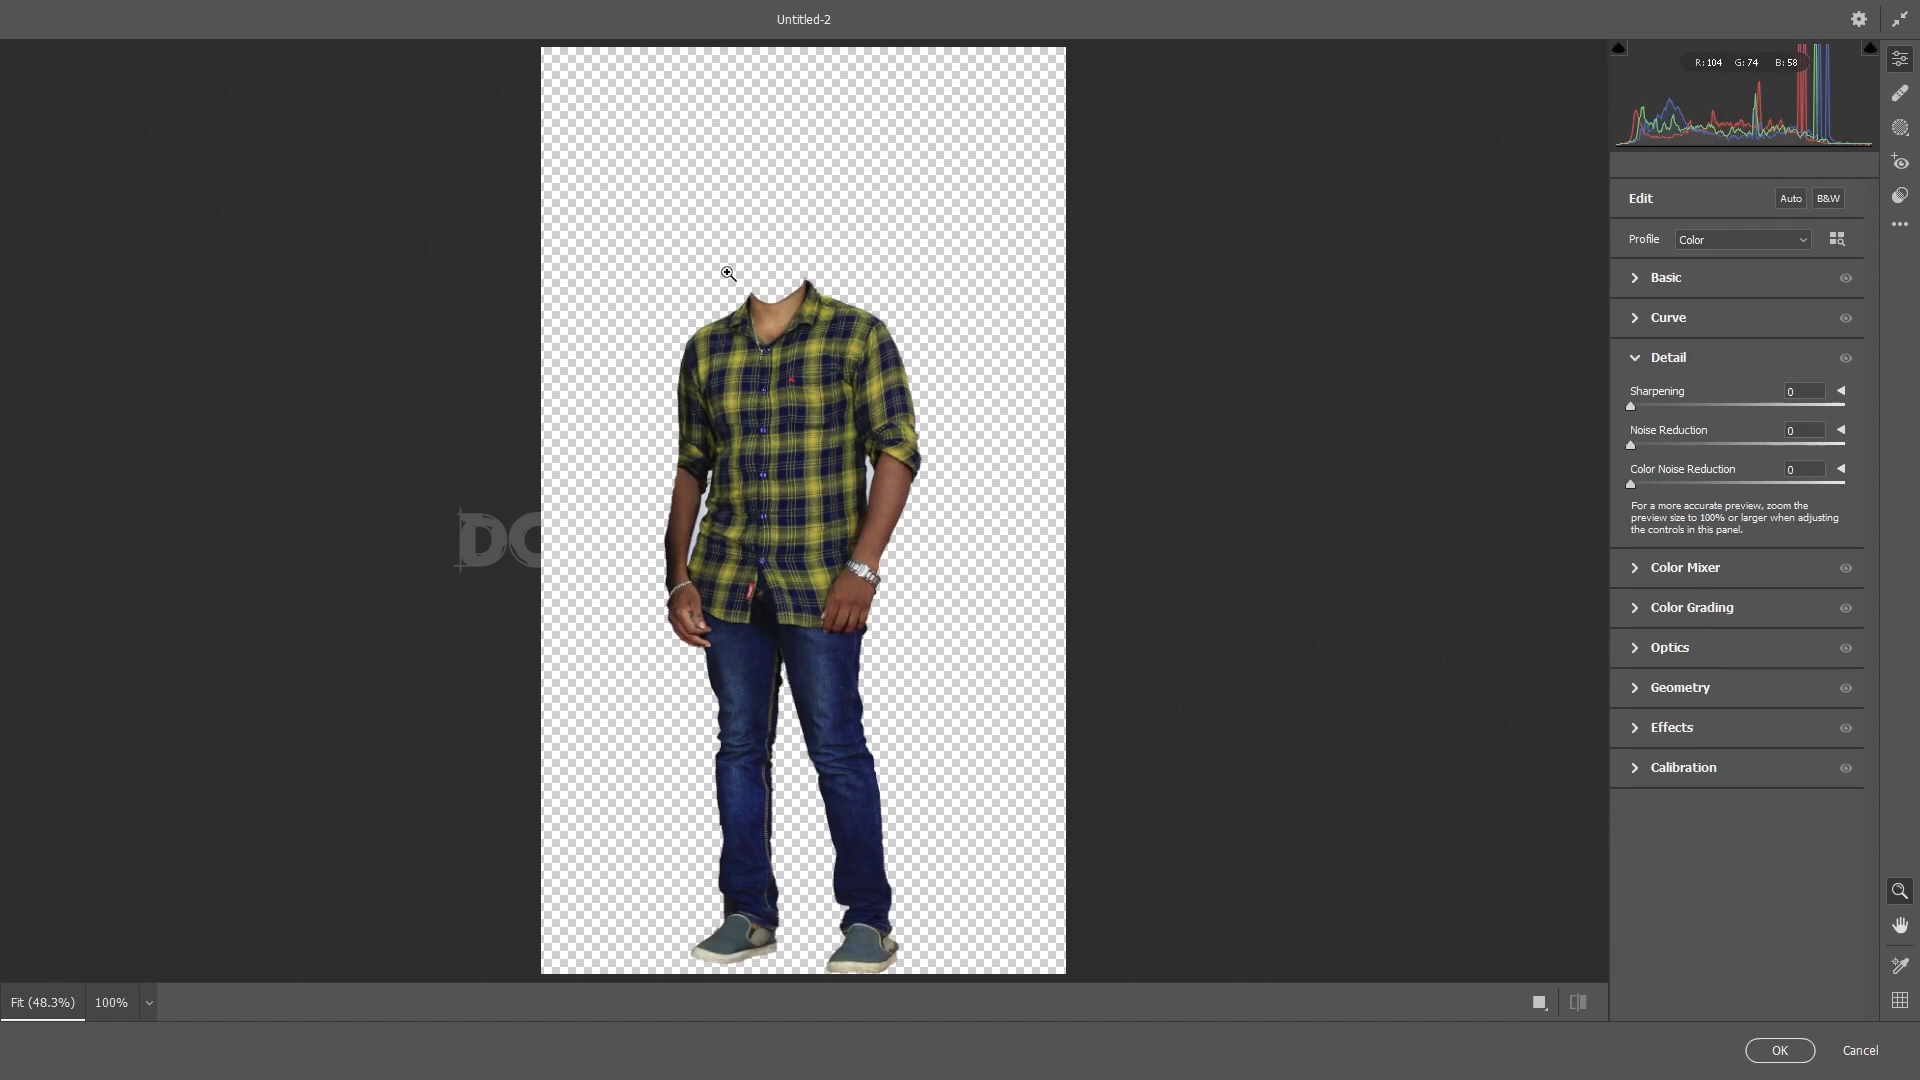 Untitled-2
R: 104 G: 74 B: 58
Edit
Auto
B&W
Profile
Color
Basic
Curve
Detail
Sharpening
0
Noise Reduction
0
Color Noise Reduction
0
For a more accurate preview, zoom the
preview size to 100% or larger when adjusting
the controls in this panel.
Color Mixer
Color Grading
Optics
Geometry
Effects
Calibration
Fit (48.3%)
100%
OK
Cancel